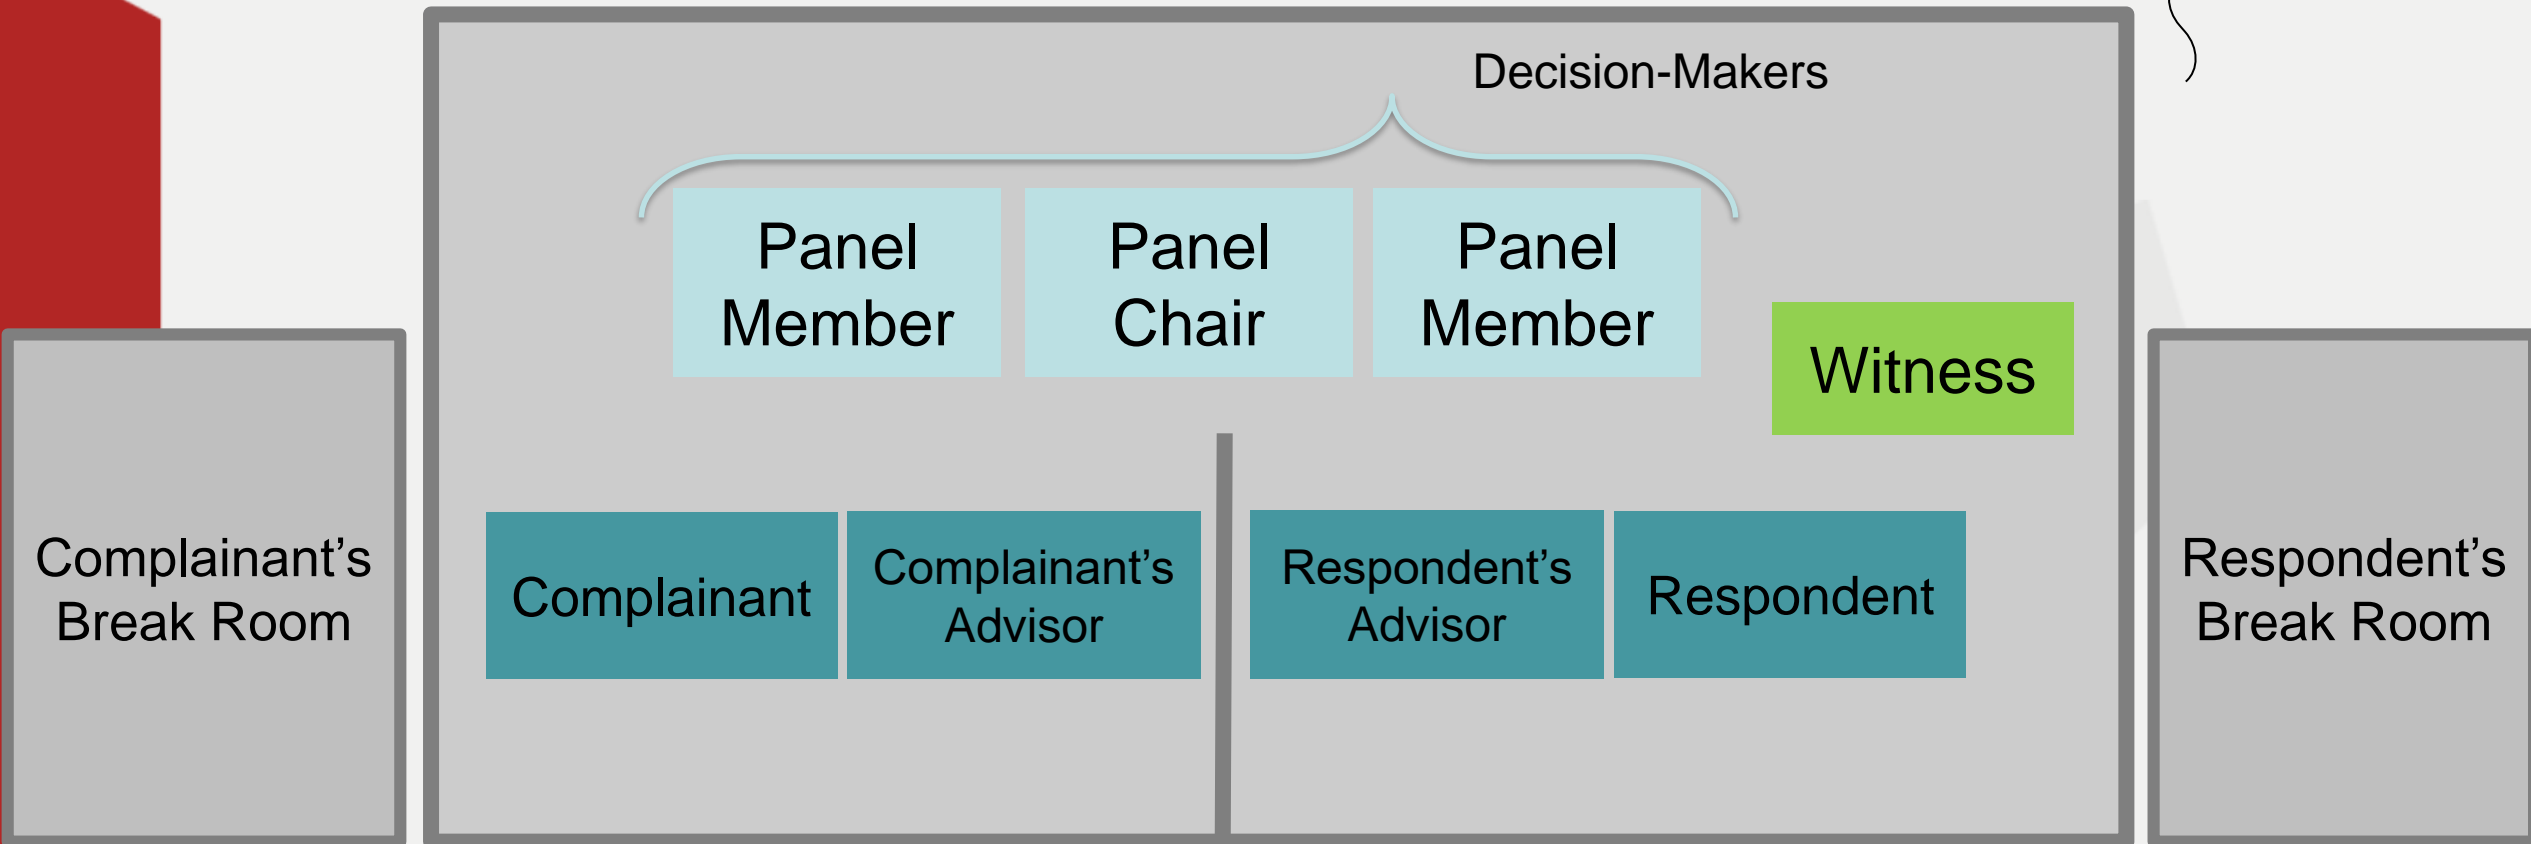 Decision-Makers
Panel
Member
Panel
Chair
Panel
Member
Witness
Complainant’s
Break Room
Complainant
Complainant’s
Advisor
Respondent’s
Advisor
Respondent
Respondent’s
Break Room